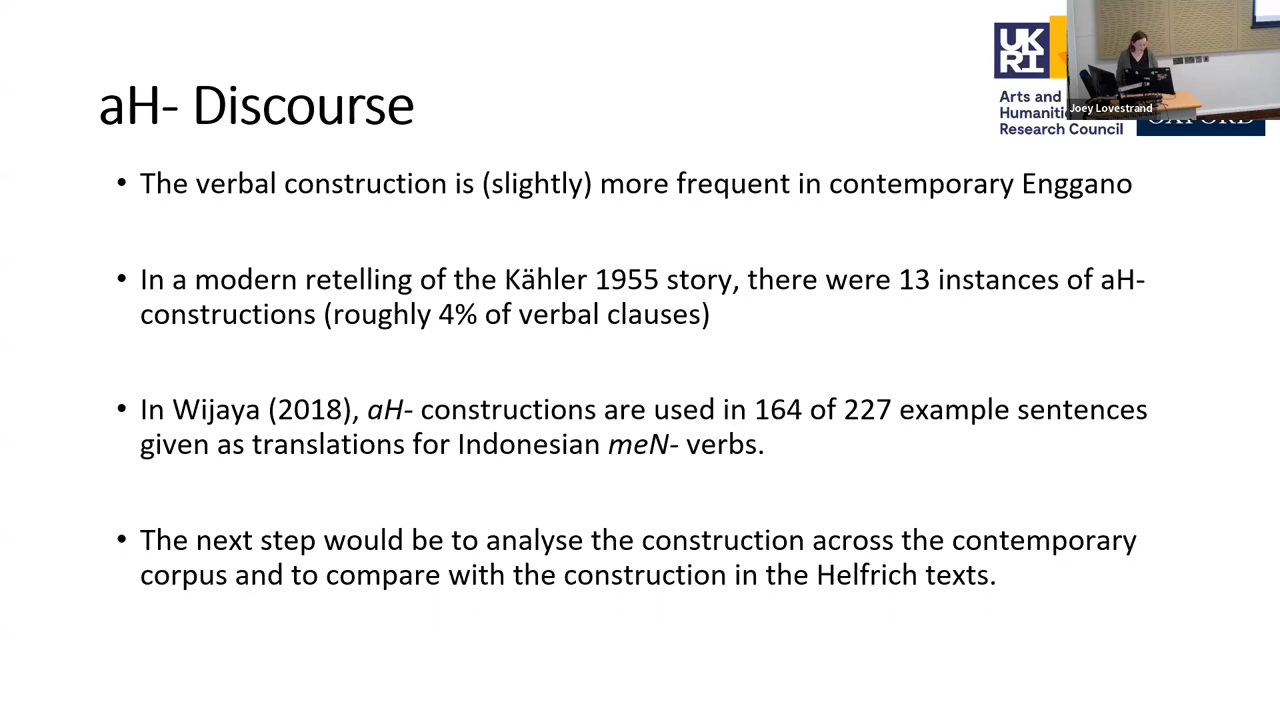 UK
RI
Arts and
Humaniti
Research Council
Joey Lovestrand
OXFORD
aH- Discourse
• The verbal construction is (slightly) more frequent in contemporary Enggano
• In a modern retelling of the Kähler 1955 story, there were 13 instances of aH-
constructions (roughly 4% of verbal clauses)
• In Wijaya (2018), aH- constructions are used in 164 of 227 example sentences
given as translations for Indonesian meN- verbs.
• The next step would be to analyse the construction across the contemporary
corpus and to compare with the construction in the Helfrich texts.